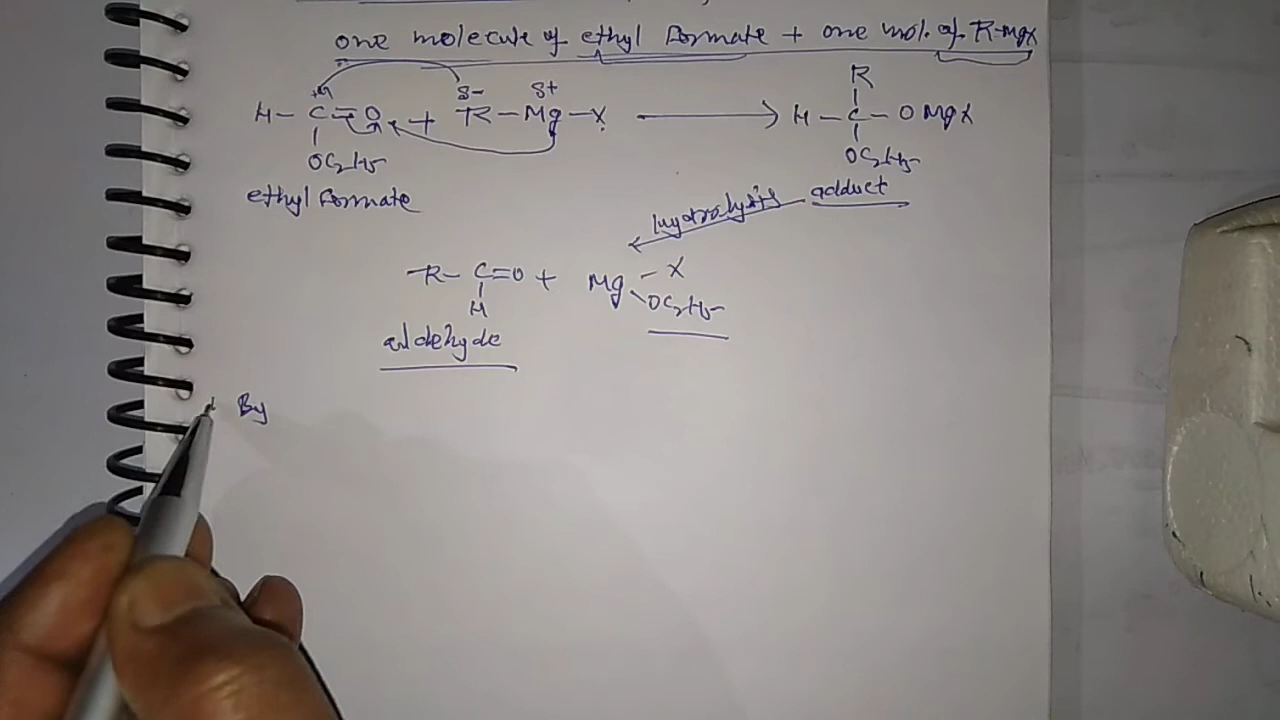 one molecule of ethyl formate + one mol. of R-Mgx
R
δ- δ+
H - C = O + R - Mg - X ⟶ H - C - O MgX
OC₂H₅ OC₂H₅
ethyl formate adduct
hydrolysis
R - C = O + Mg - X
H OC₂H₅
aldehyde
By